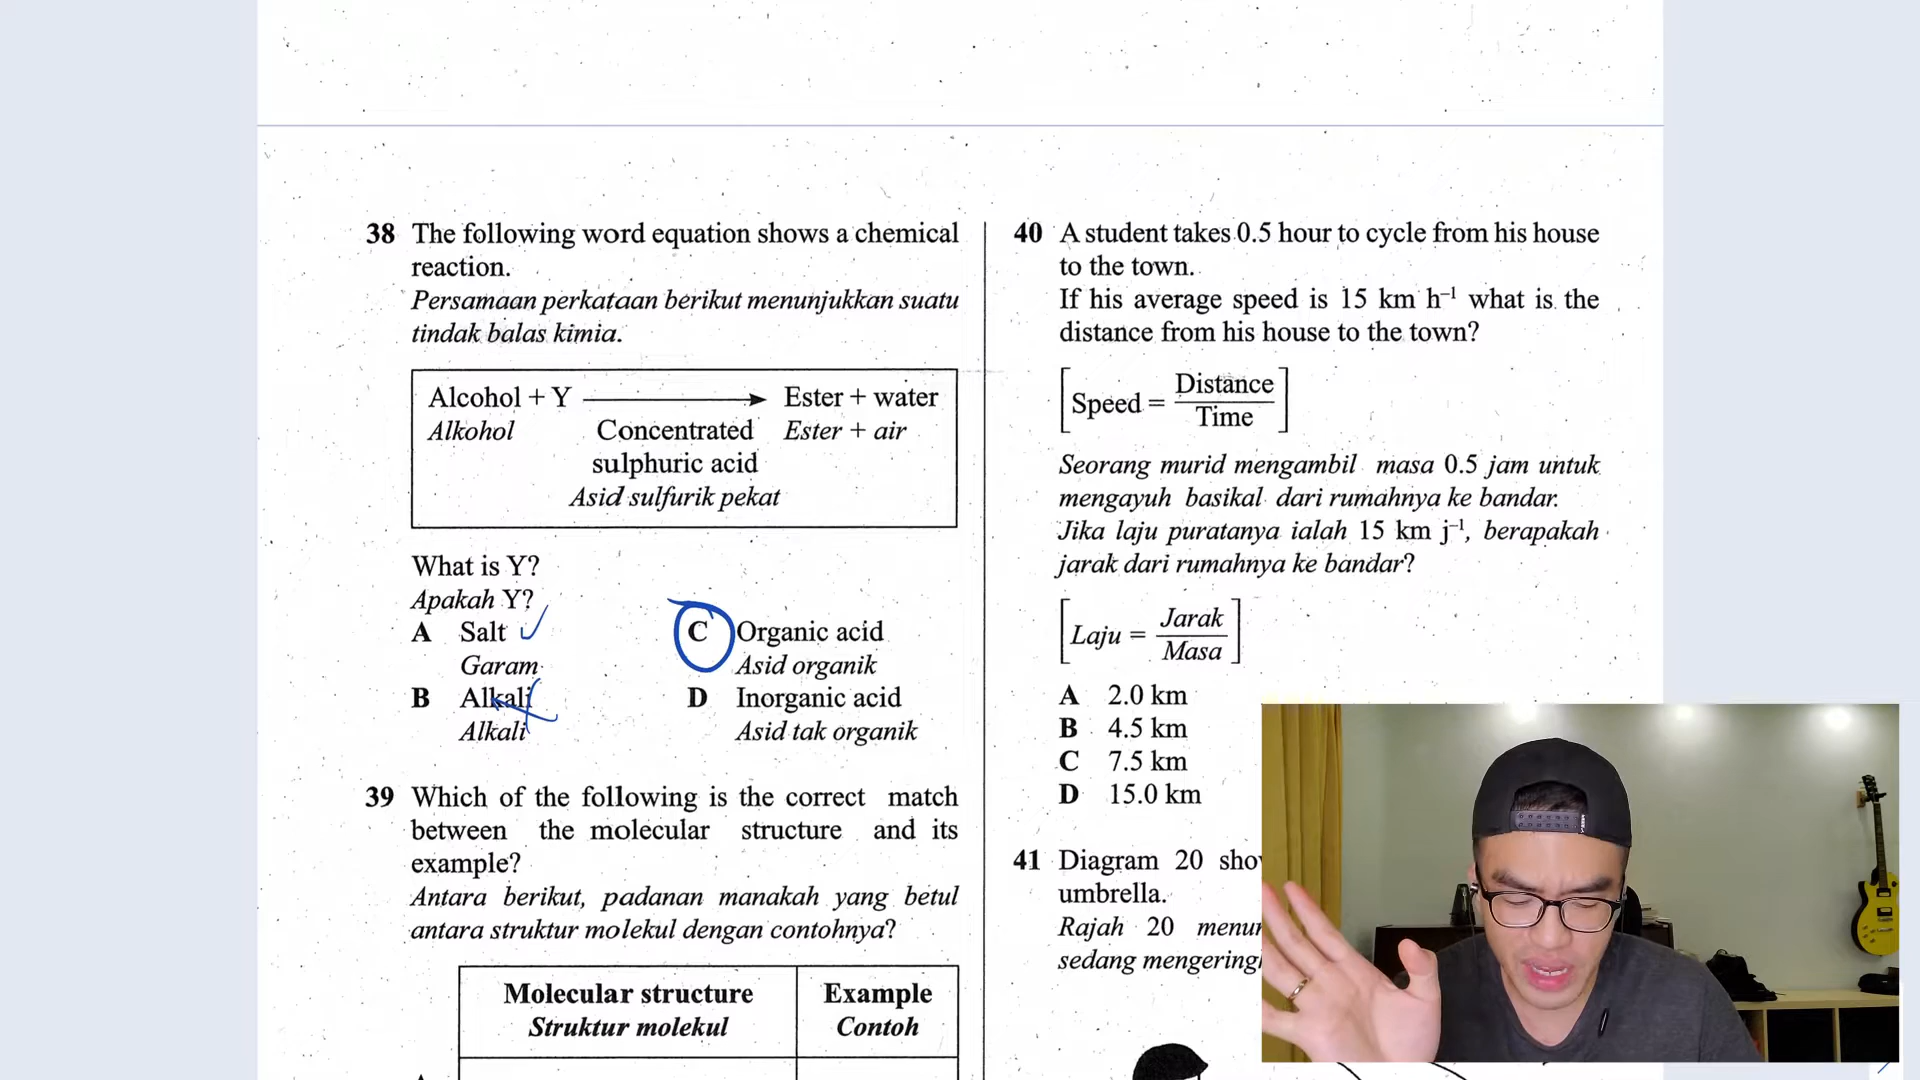 38 The following word equation shows a chemical
reaction.
Persamaan perkataan berikut menunjukkan suatu
tindak balas kimia.
Alcohol + Y → Ester + water
Alkohol Concentrated Ester + air
sulphuric acid
Asid sulfurik pekat
What is Y?
Apakah Y?
A Salt
Garam
B Alkali
Alkali
C Organic acid
Asid organik
D Inorganic acid
Asid tak organik
39 Which of the following is the correct match
between the molecular structure and its
example?
Antara berikut, padanan manakah yang betul
antara struktur molekul dengan contohnya?
Molecular structure
Struktur molekul
Example
Contoh
40 A student takes 0.5 hour to cycle from his house
to the town.
If his average speed is 15 km h⁻¹ what is the
distance from his house to the town?
[Speed = Distance
Time]
Seorang murid mengambil masa 0.5 jam untuk
mengayuh basikal dari rumahnya ke bandar.
Jika laju puratanya ialah 15 km j⁻¹, berapakah
jarak dari rumahnya ke bandar?
[Laju = Jarak
Masa]
A 2.0 km
B 4.5 km
C 7.5 km
D 15.0 km
41 Diagram 20
umbrella.
Rajah 20
sedang